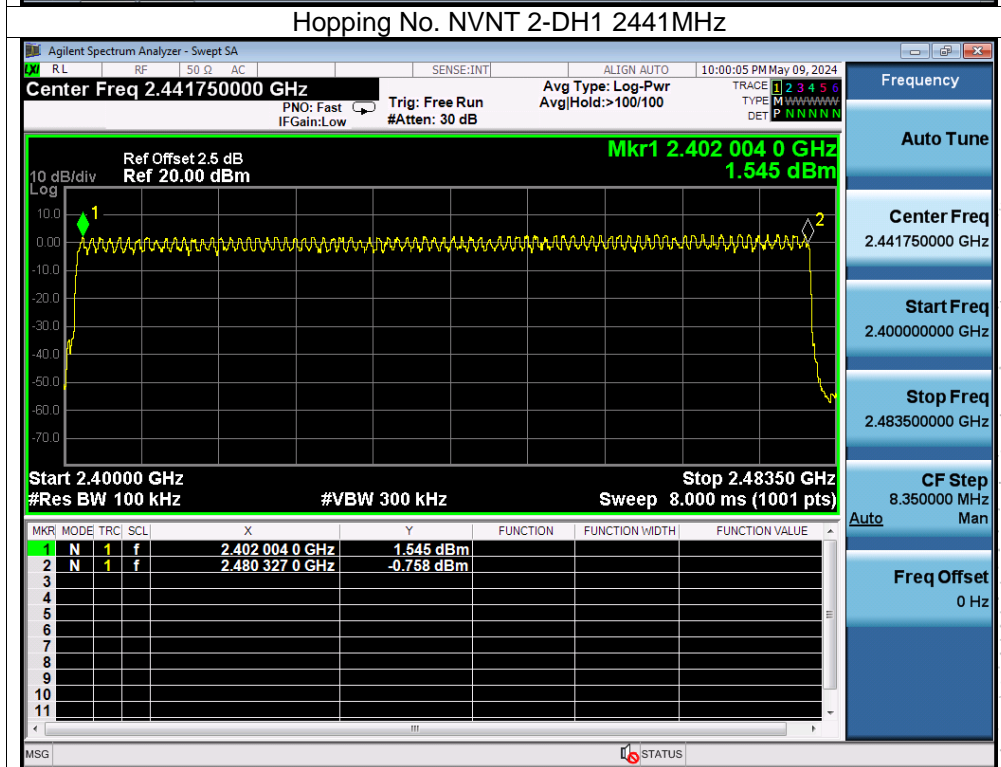 Hopping No. NVNT 2-DH1 2441MHz
Agilent Spectrum Analyzer - Swept SA
LXI RL RF 50 Ω AC SENSE:INT ALIGN AUTO 10:00:05 PM May 09, 2024
Center Freq 2.441750000 GHz
PNO: Fast
IFGain:Low
Trig: Free Run
#Atten: 30 dB
Avg Type: Log-Pwr
Avg|Hold:>100/100
TRACE 1 2 3 4 5 6
TYPE M WWWWW
DET P N N N N N
Frequency
Mkr1 2.402 004 0 GHz
1.545 dBm
Ref Offset 2.5 dB
10 dB/div Ref 20.00 dBm
Log
10.0
0.00
-10.0
-20.0
-30.0
-40.0
-50.0
-60.0
-70.0
1
2
Start 2.40000 GHz Stop 2.48350 GHz
#Res BW 100 kHz #VBW 300 kHz Sweep 8.000 ms (1001 pts)
MKR MODE TRC SCL X Y FUNCTION FUNCTION WIDTH FUNCTION VALUE
1 N 1 f 2.402 004 0 GHz 1.545 dBm
2 N 1 f 2.480 327 0 GHz -0.758 dBm
3
4
5
6
7
8
9
10
11
Auto Tune
Center Freq
2.441750000 GHz
Start Freq
2.400000000 GHz
Stop Freq
2.483500000 GHz
CF Step
8.350000 MHz
Auto Man
Freq Offset
0 Hz
MSG STATUS